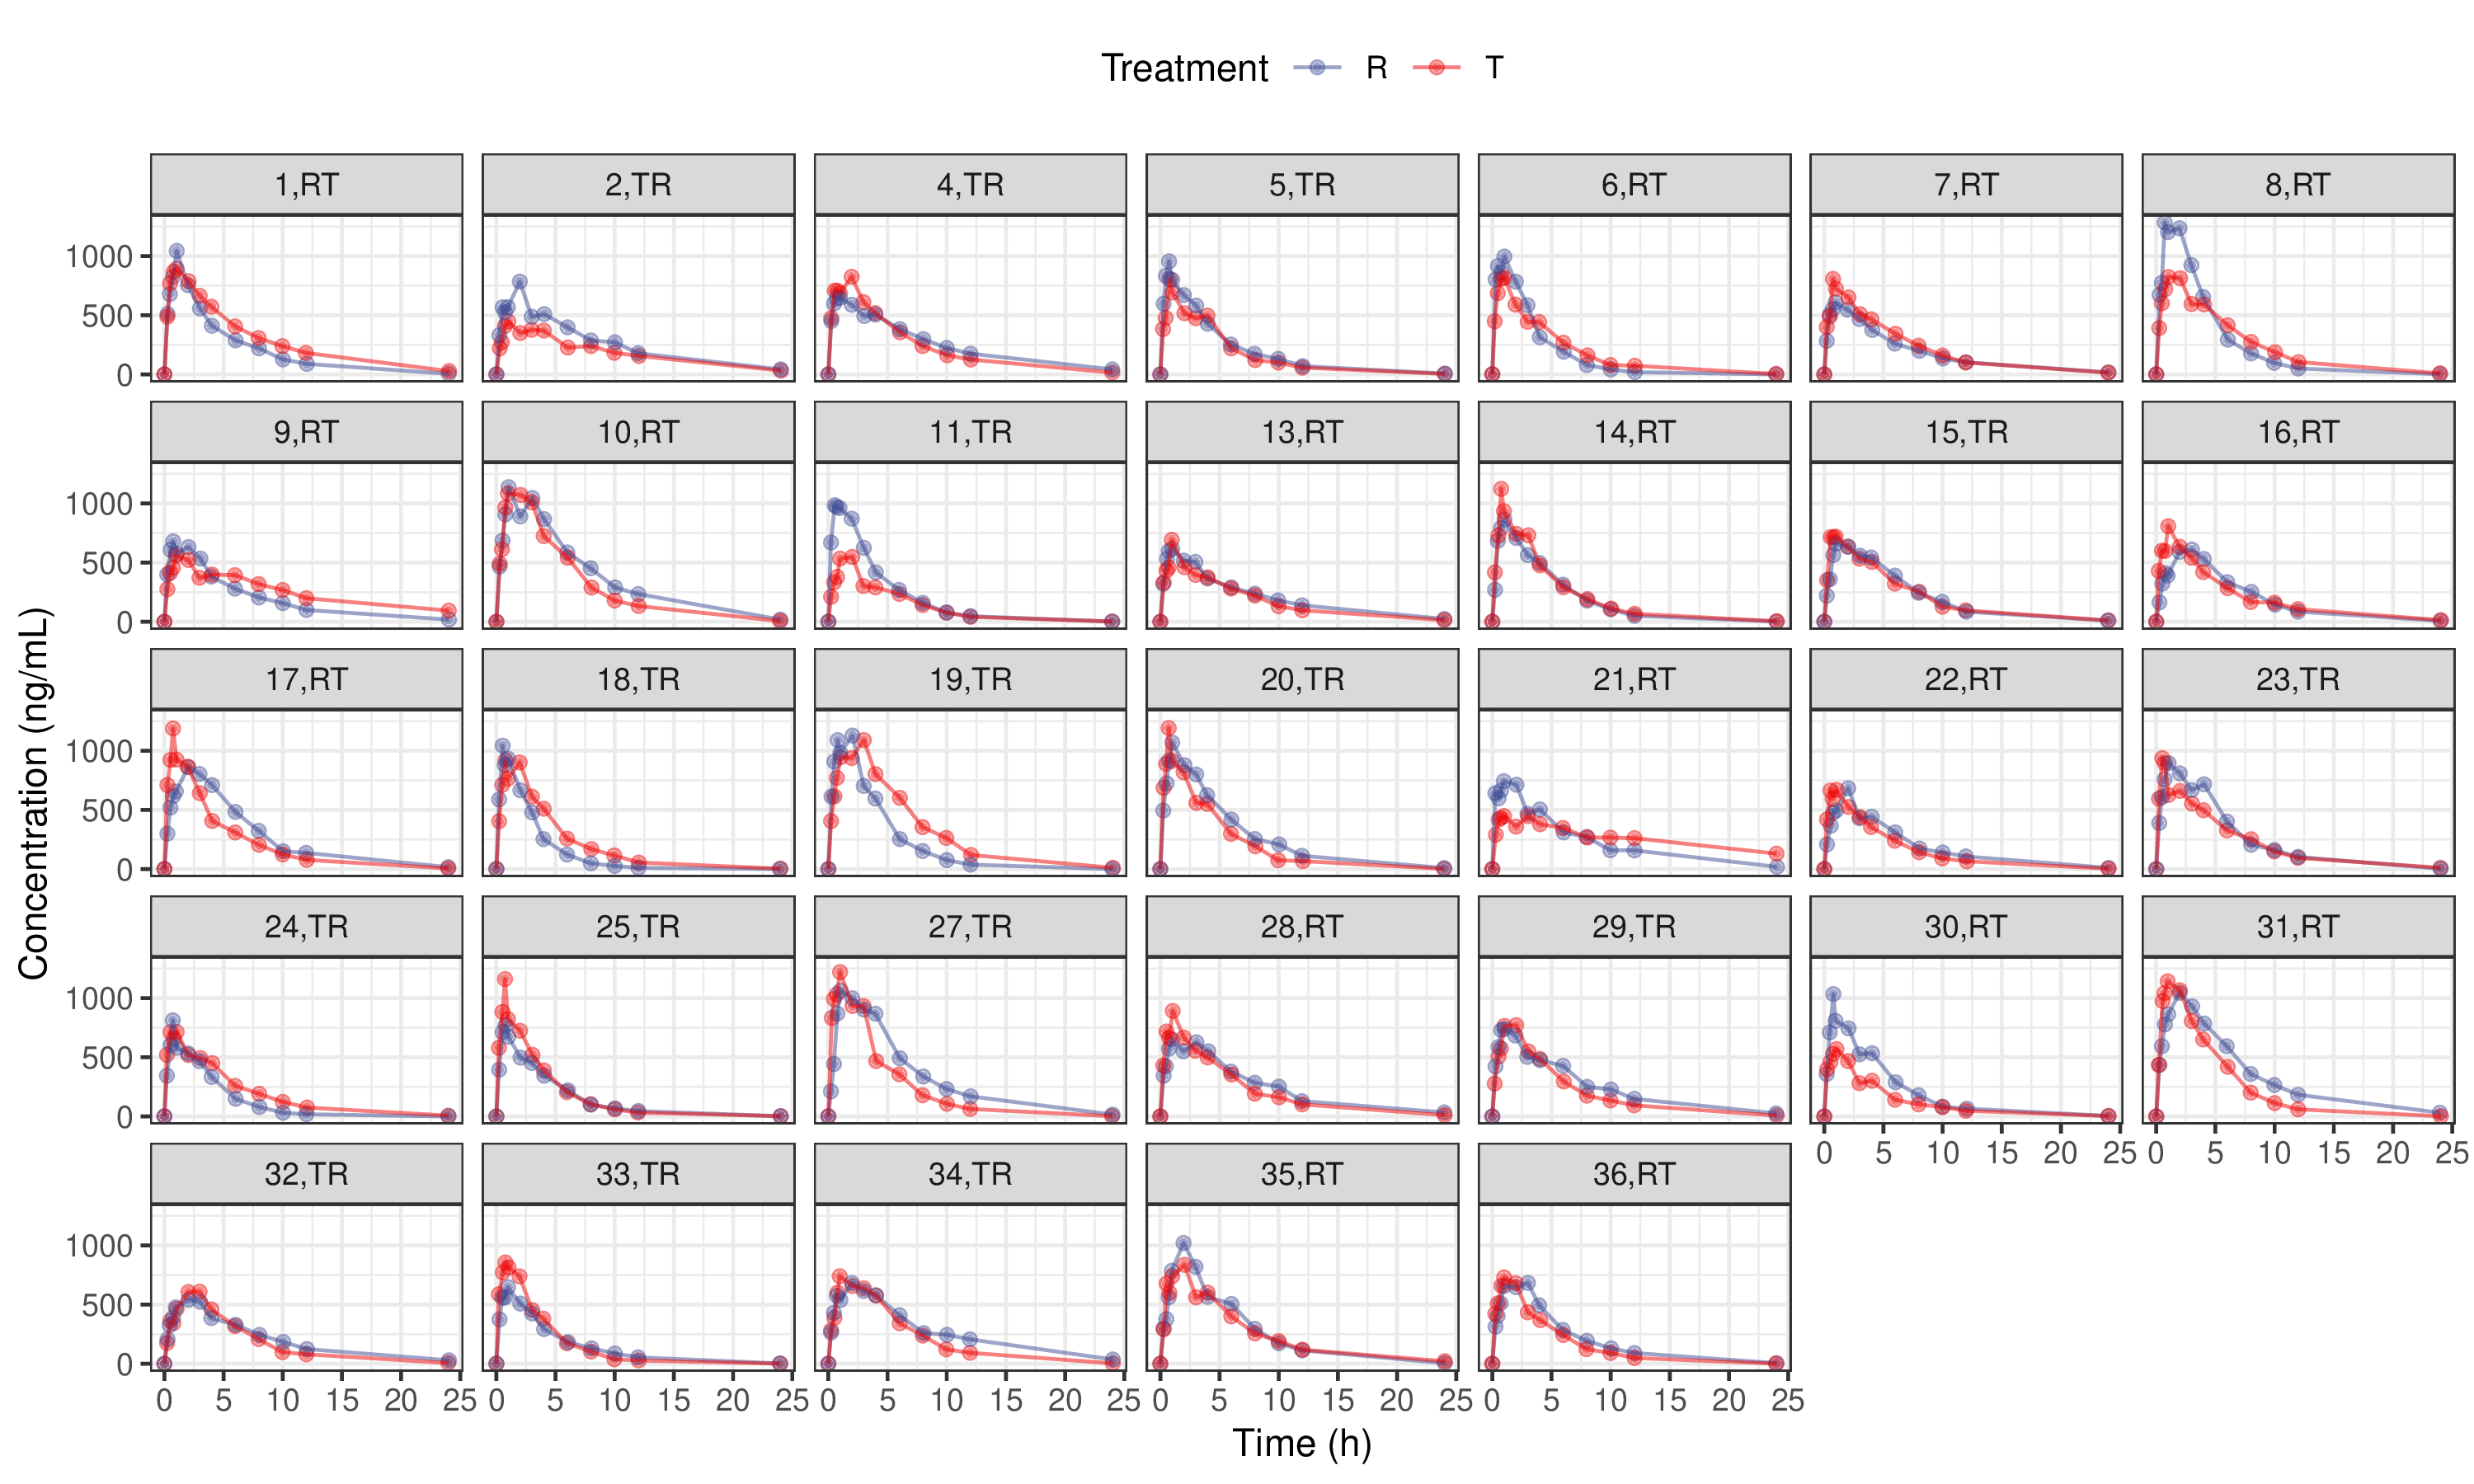 Treatment R T
1,RT 2,TR 4,TR 5,TR 6,RT 7,RT 8,RT
1000
500
0
9,RT 10,RT 11,TR 13,RT 14,RT 15,TR 16,RT
1000
500
0
17,RT 18,TR 19,TR 20,TR 21,RT 22,RT 23,TR
1000
500
0
24,TR 25,TR 27,TR 28,RT 29,TR 30,RT 31,RT
1000
500
0
0 5 10 15 20 25 0 5 10 15 20 25
32,TR 33,TR 34,TR 35,RT 36,RT
1000
500
0
0 5 10 15 20 25 0 5 10 15 20 25 0 5 10 15 20 25 0 5 10 15 20 25 0 5 10 15 20 25
Time (h)
Concentration (ng/mL)